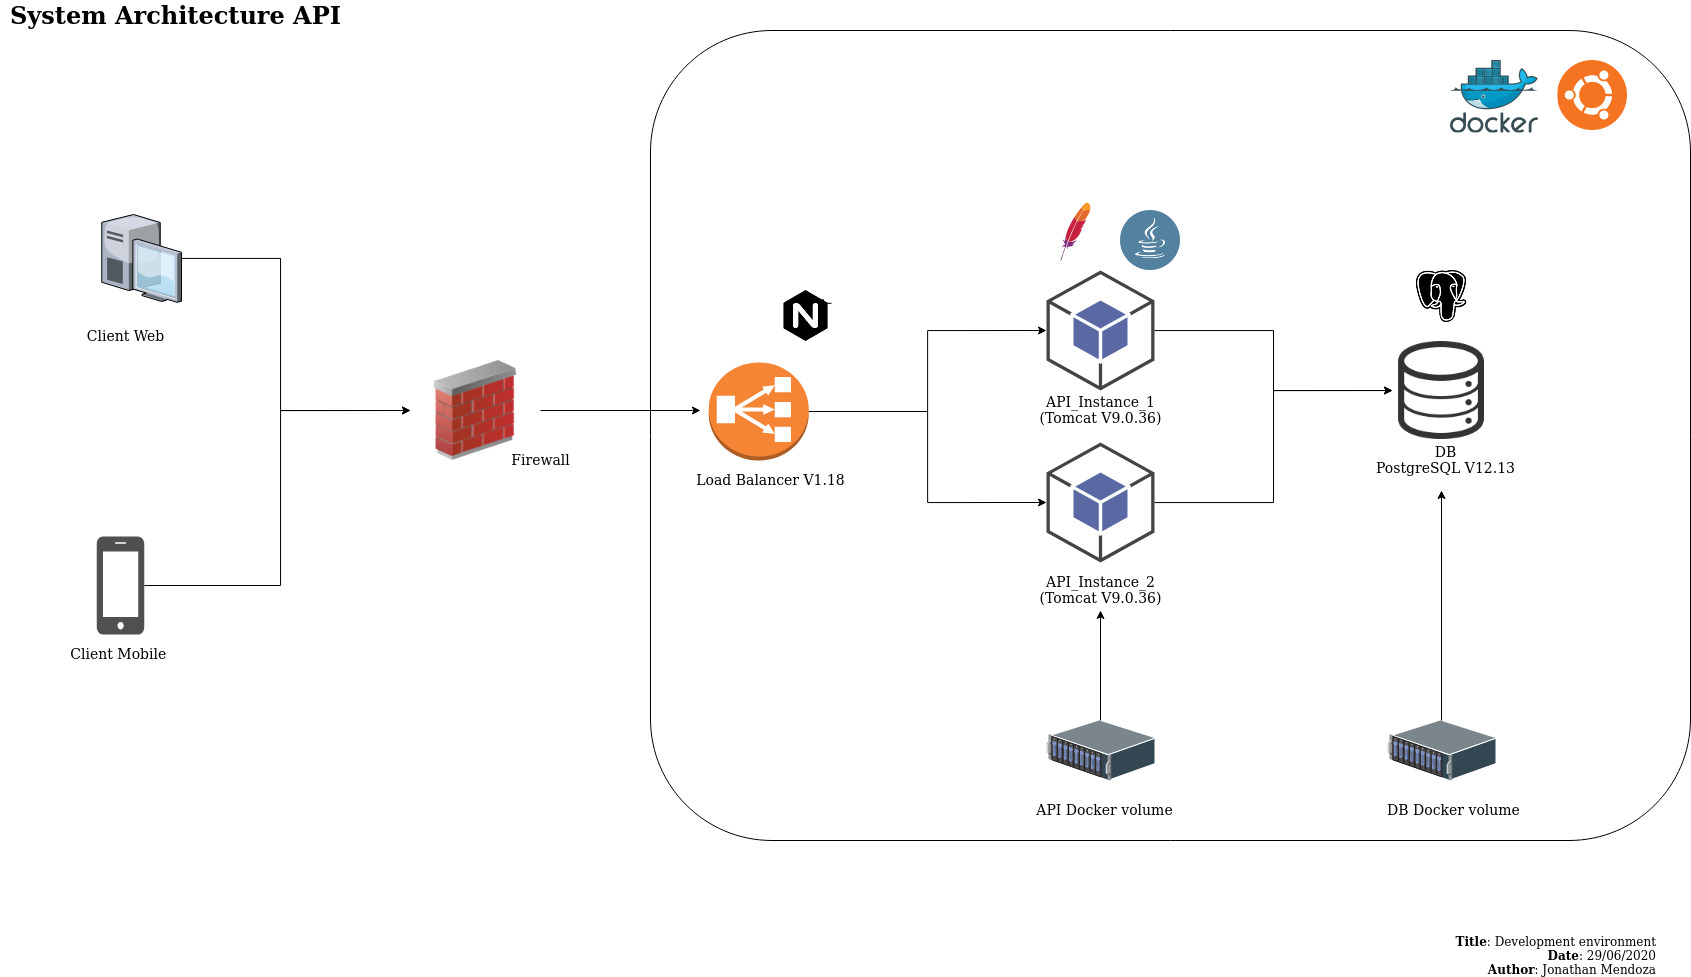 System Architecture API
docker
Client Web
N
API_Instance_1
(Tomcat V9.0.36)
DB
PostgreSQL V12.13
Firewall
Load Balancer V1.18
API_Instance_2
(Tomcat V9.0.36)
Client Mobile
API Docker volume
DB Docker volume
Title: Development environment
Date: 29/06/2020
Author: Jonathan Mendoza